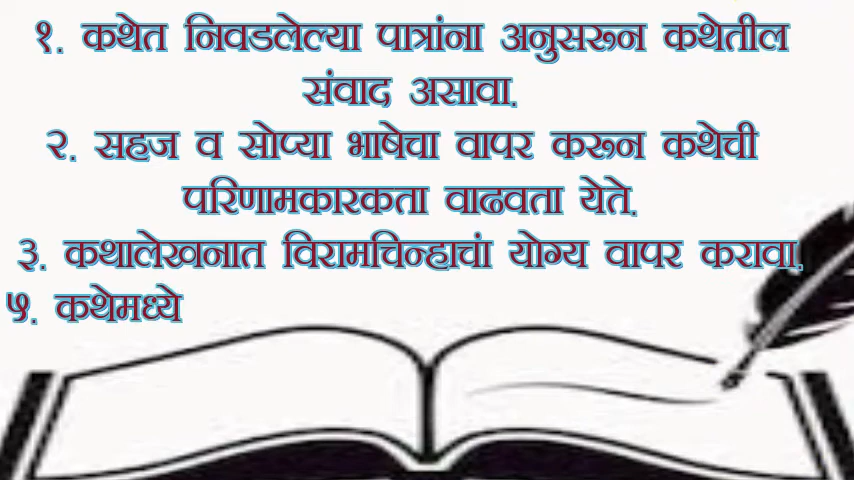 १. कथेत निवडलेल्या पात्रांना अनुसरून कथेतील
संवाद असावा.
२. सहज व सोप्या भाषेचा वापर करून कथेची
परिणामकारकता वाढवता येते.
३. कथालेखनात विरामचिन्हाचां योग्य वापर करावा.
५. कथेमध्ये